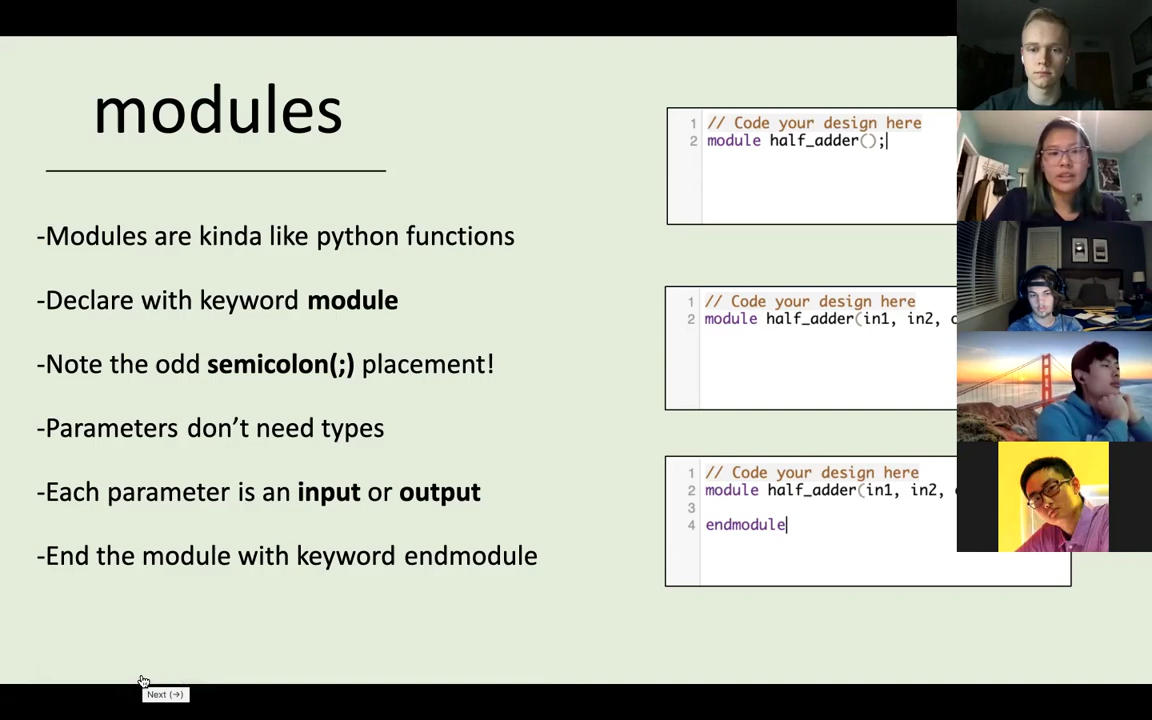 modules
-Modules are kinda like python functions
-Declare with keyword module
-Note the odd semicolon(;) placement!
-Parameters don’t need types
-Each parameter is an input or output
-End the module with keyword endmodule
1 // Code your design here
2 module half_adder();
1 // Code your design here
2 module half_adder(in1, in2,
1 // Code your design here
2 module half_adder(in1, in2,
3
4 endmodule
Next (→)